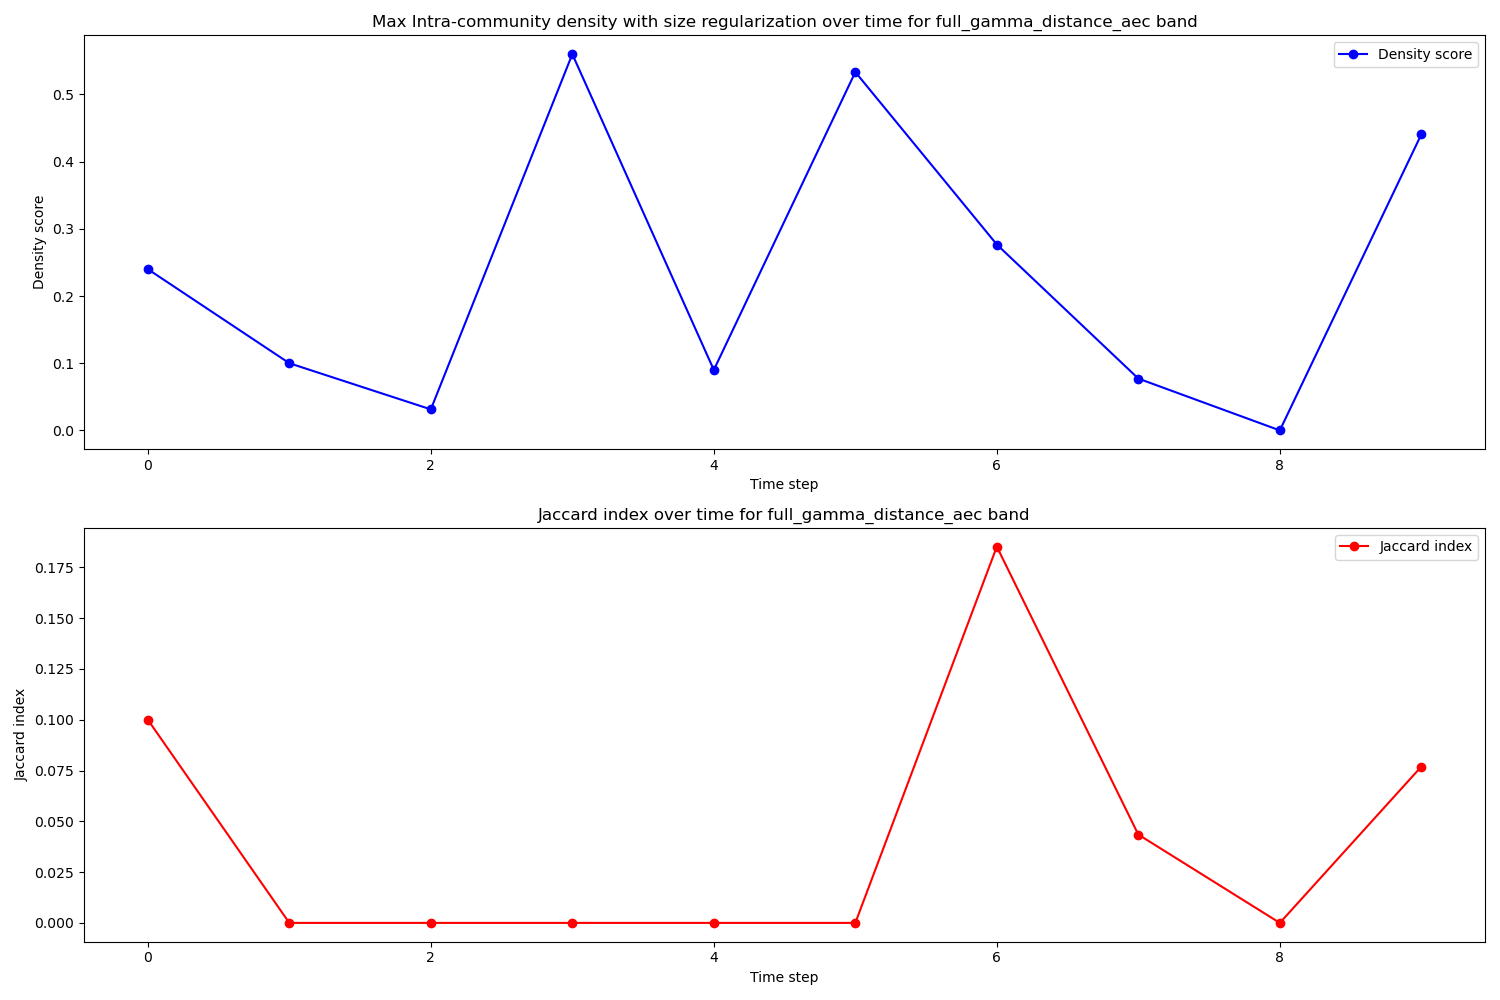 Max Intra-community density with size regularization over time for full_gamma_distance_aec band
Density score
Density score
0.5
0.4
0.3
0.2
0.1
0.0
0 2 4 6 8
Time step
Jaccard index over time for full_gamma_distance_aec band
Jaccard index
Jaccard index
0.175
0.150
0.125
0.100
0.075
0.050
0.025
0.000
0 2 4 6 8
Time step